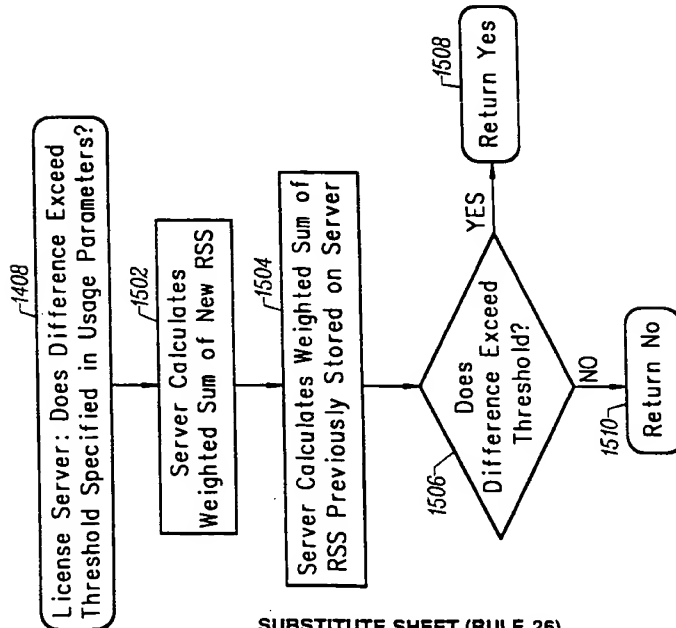 1408
License Server: Does Difference Exceed
Threshold Specified in Usage Parameters?
1502
Server Calculates
Weighted Sum of New RSS
1504
Server Calculates Weighted Sum of
RSS Previously Stored on Server
1506
Does
Difference Exceed
Threshold?
YES
1508
Return Yes
NO
1510
Return No
SUBSTITUTE SHEET (RULE 26)